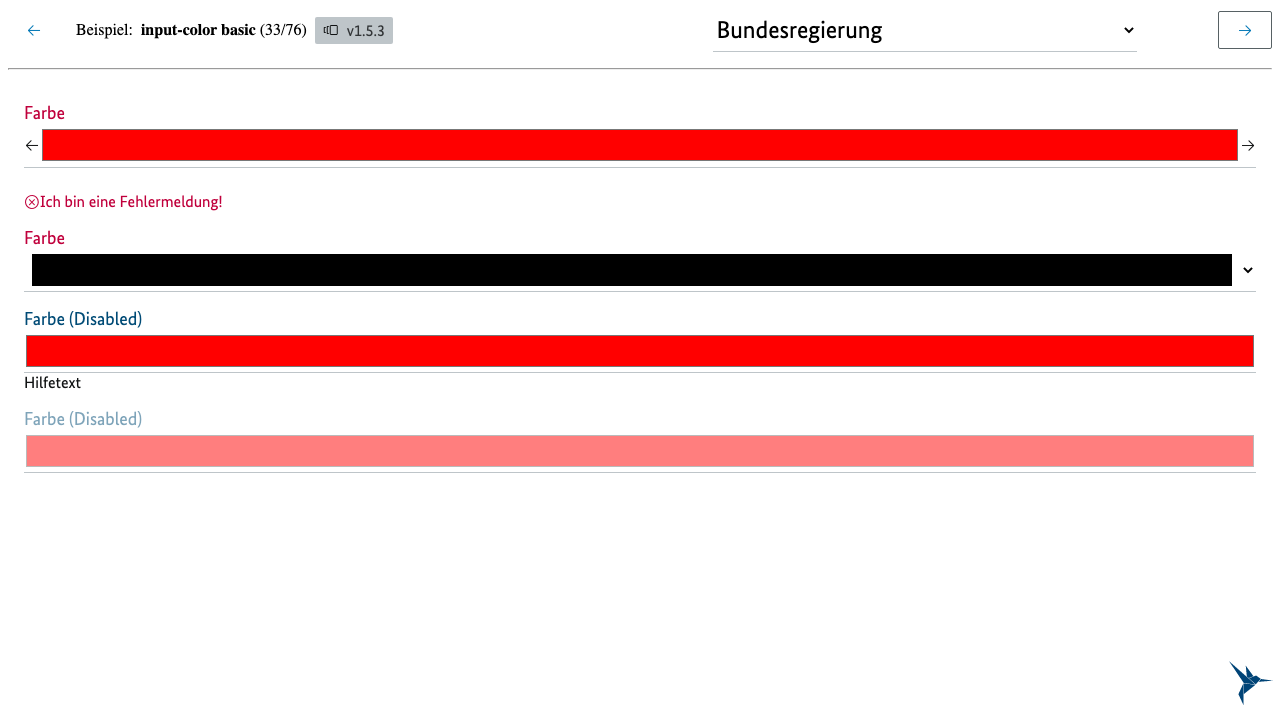 Beispiel: input-color basic (33/76) v1.5.3 Bundesregierung
Farbe
Ich bin eine Fehlermeldung!
Farbe
Farbe (Disabled)
Hilfetext
Farbe (Disabled)